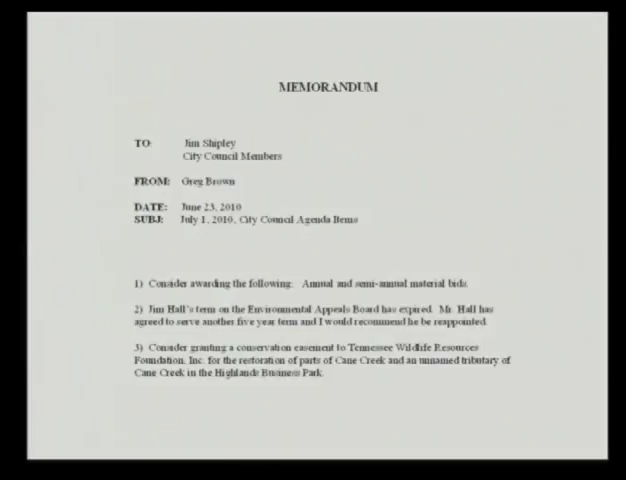 MEMORANDUM
TO: Jim Shipley
City Council Members
FROM: Greg Brown
DATE: June 23, 2010
SUBJ: July 1, 2010, City Council Agenda Items
1) Consider awarding the following: Annual and semi-annual material bids.
2) Jim Hall's term on the Environmental Appeals Board has expired. Mr. Hall has
agreed to serve another five year term and I would recommend he be reappointed.
3) Consider granting a conservation easement to Tennessee Wildlife Resources
Foundation, Inc. for the restoration of parts of Cane Creek and an unnamed tributary of
Cane Creek in the Highlands Business Park.